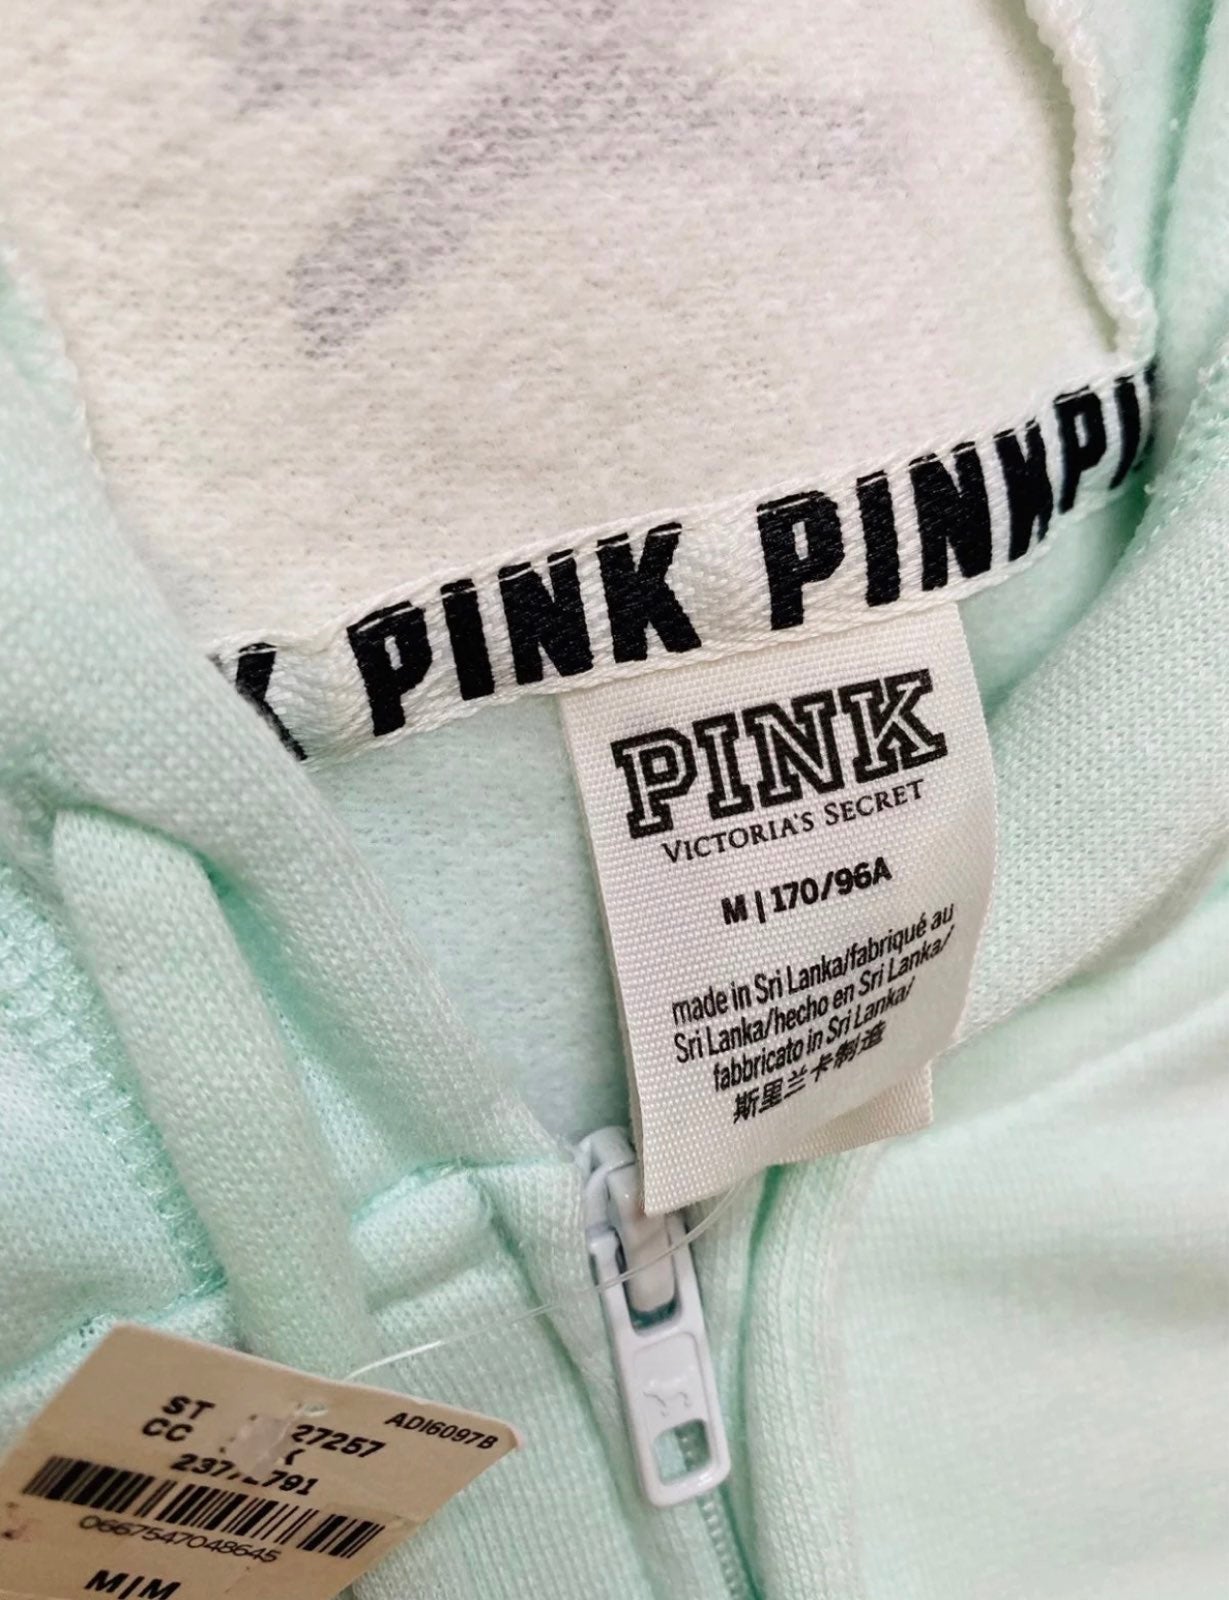 K PINK PINK PI
PINK
VICTORIA'S SECRET
M | 170/96A
made in Sri Lanka/fabriqué au
Sri Lanka/hecho en Sri Lanka/
fabbricato in Sri Lanka/
斯里兰卡制造
ADI6097B
ST 27257
CC K
0667547048645
M|M